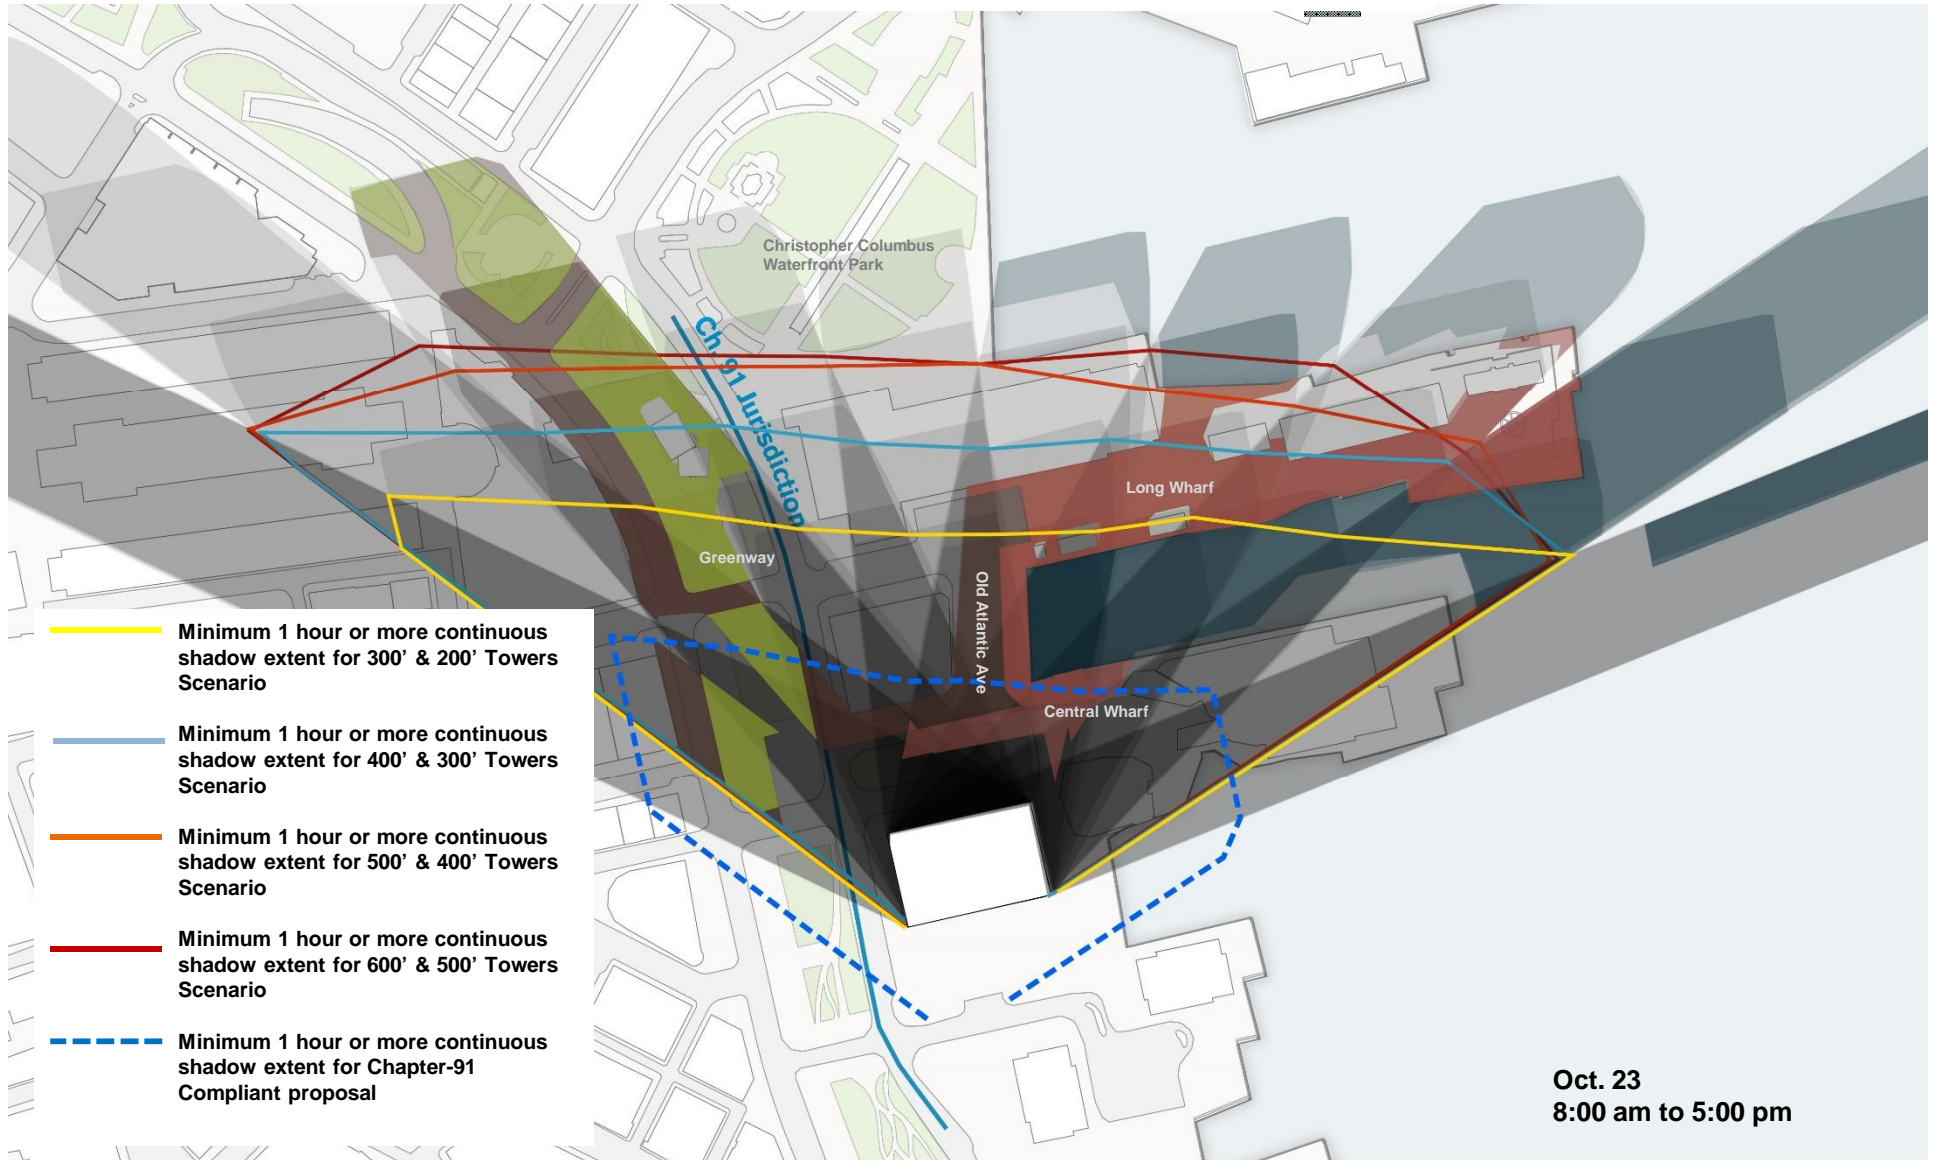 Christopher Columbus
Waterfront Park
Ch. 91 Jurisdiction
Long Wharf
Greenway
Old Atlantic Ave
Central Wharf
Minimum 1 hour or more continuous
shadow extent for 300’ & 200’ Towers
Scenario
Minimum 1 hour or more continuous
shadow extent for 400’ & 300’ Towers
Scenario
Minimum 1 hour or more continuous
shadow extent for 500’ & 400’ Towers
Scenario
Minimum 1 hour or more continuous
shadow extent for 600’ & 500’ Towers
Scenario
Minimum 1 hour or more continuous
shadow extent for Chapter-91
Compliant proposal
Oct. 23
8:00 am to 5:00 pm